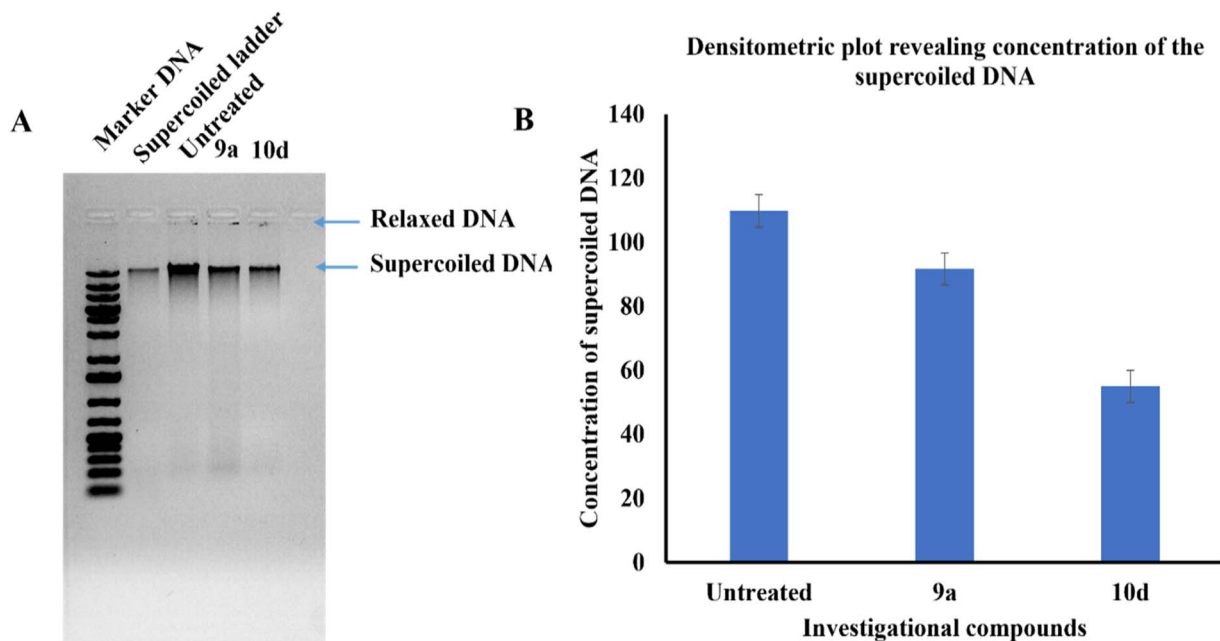 A
Marker DNA
Supercoiled ladder
Untreated
9a
10d
Relaxed DNA
Supercoiled DNA
B
Densitometric plot revealing concentration of the
supercoiled DNA
Concentration of supercoiled DNA
140
120
100
80
60
40
20
0
Untreated
9a
10d
Investigational compounds